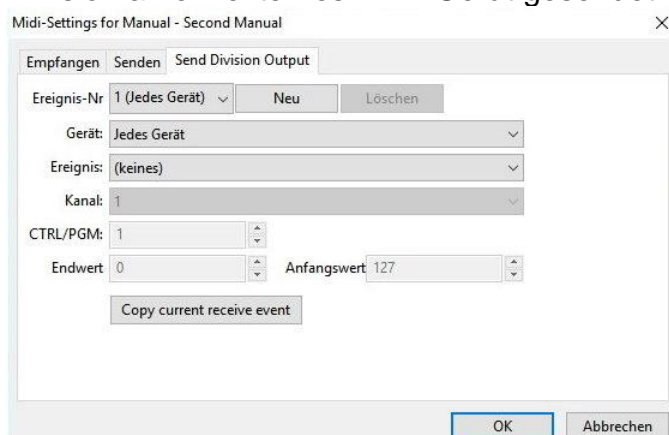 Midi-Settings for Manual - Second Manual
Empfangen Senden Send Division Output
Ereignis-Nr 1 (Jedes Gerät) Neu Löschen
Gerät: Jedes Gerät
Ereignis: (keines)
Kanal: 1
CTRL/PGM: 1
Endwert 0 Anfangswert 127
Copy current receive event
OK Abbrechen